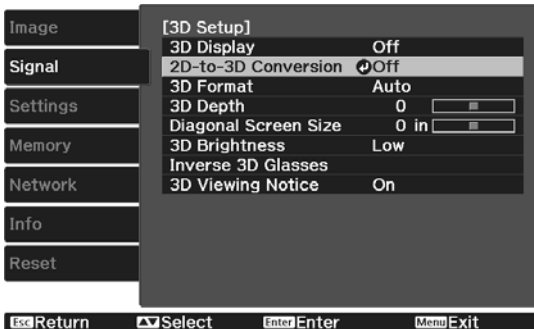 Image
Signal
Settings
Memory
Network
Info
Reset
[3D Setup]
3D Display Off
2D-to-3D Conversion Off
3D Format Auto
3D Depth 0
Diagonal Screen Size 0 in
3D Brightness Low
Inverse 3D Glasses
3D Viewing Notice On
Esc Return Select Enter Enter Menu Exit